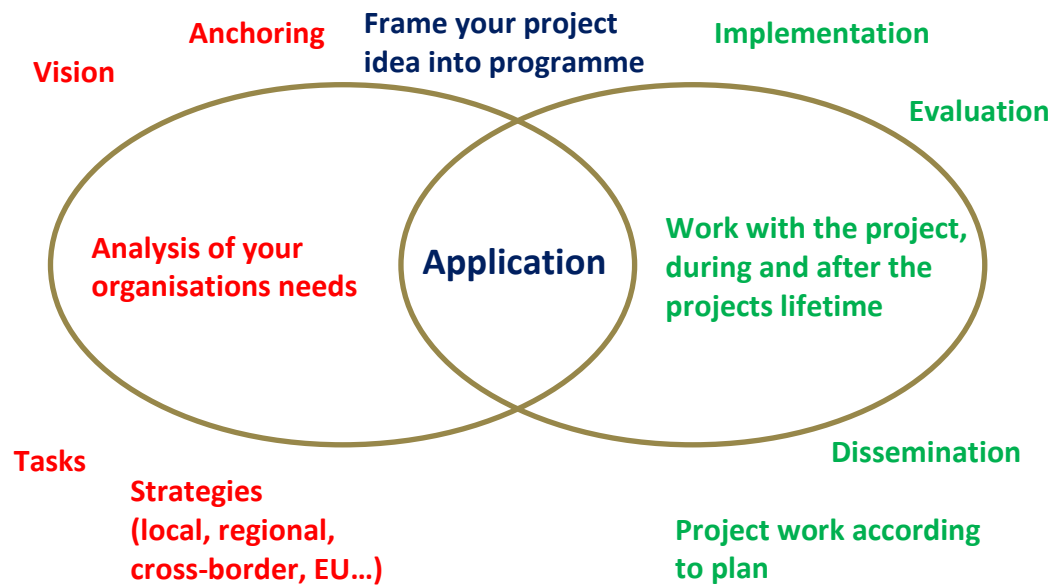 Anchoring
Frame your project
idea into programme
Implementation
Vision
Evaluation
Analysis of your
organisations needs
Application
Work with the project,
during and after the
projects lifetime
Tasks
Strategies
(local, regional,
cross-border, EU…)
Dissemination
Project work according
to plan